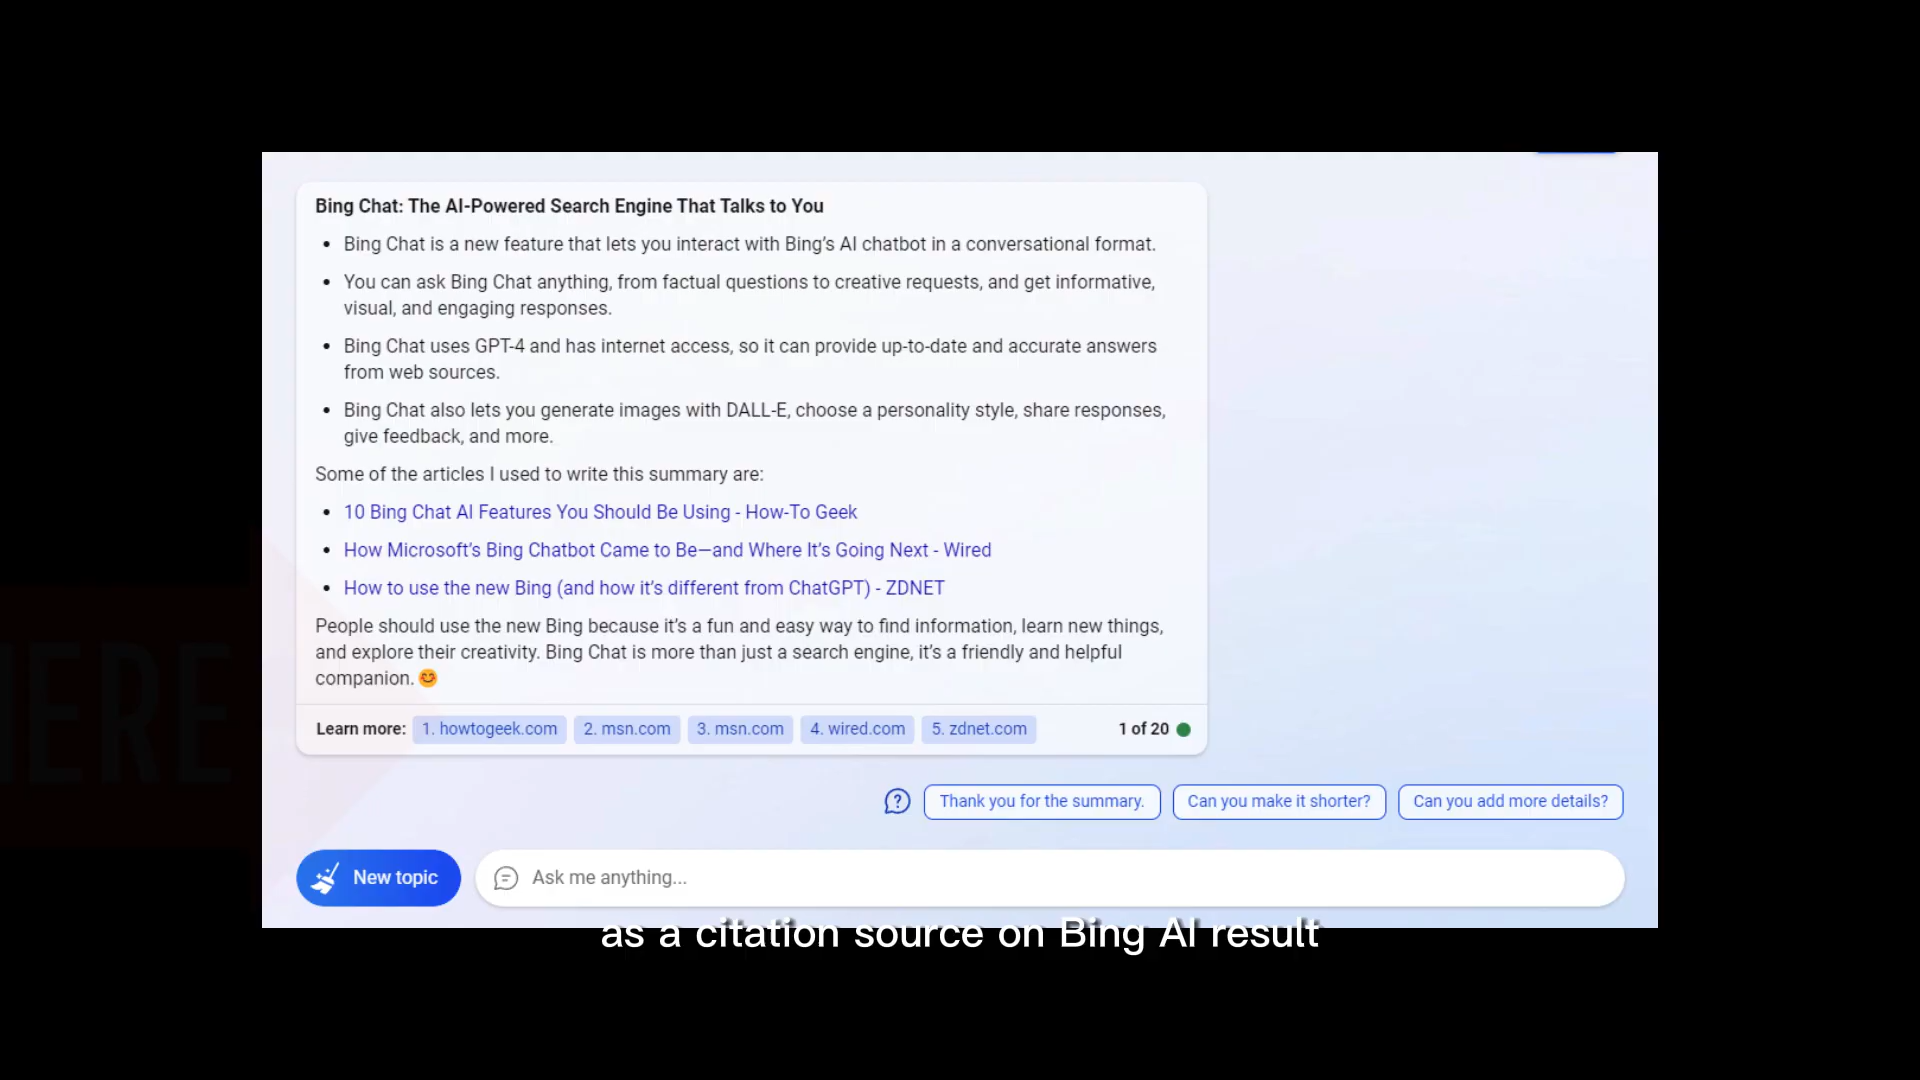 Bing Chat: The AI-Powered Search Engine That Talks to You
• Bing Chat is a new feature that lets you interact with Bing’s AI chatbot in a conversational format.
• You can ask Bing Chat anything, from factual questions to creative requests, and get informative,
visual, and engaging responses.
• Bing Chat uses GPT-4 and has internet access, so it can provide up-to-date and accurate answers
from web sources.
• Bing Chat also lets you generate images with DALL-E, choose a personality style, share responses,
give feedback, and more.
Some of the articles I used to write this summary are:
• 10 Bing Chat AI Features You Should Be Using - How-To Geek
• How Microsoft’s Bing Chatbot Came to Be—and Where It’s Going Next - Wired
• How to use the new Bing (and how it’s different from ChatGPT) - ZDNET
People should use the new Bing because it’s a fun and easy way to find information, learn new things,
and explore their creativity. Bing Chat is more than just a search engine, it’s a friendly and helpful
companion. 😊
Learn more: 1. howtogeek.com 2. msn.com 3. msn.com 4. wired.com 5. zdnet.com 1 of 20
Thank you for the summary. Can you make it shorter? Can you add more details?
New topic Ask me anything...
as a citation source on Bing AI result
HERE